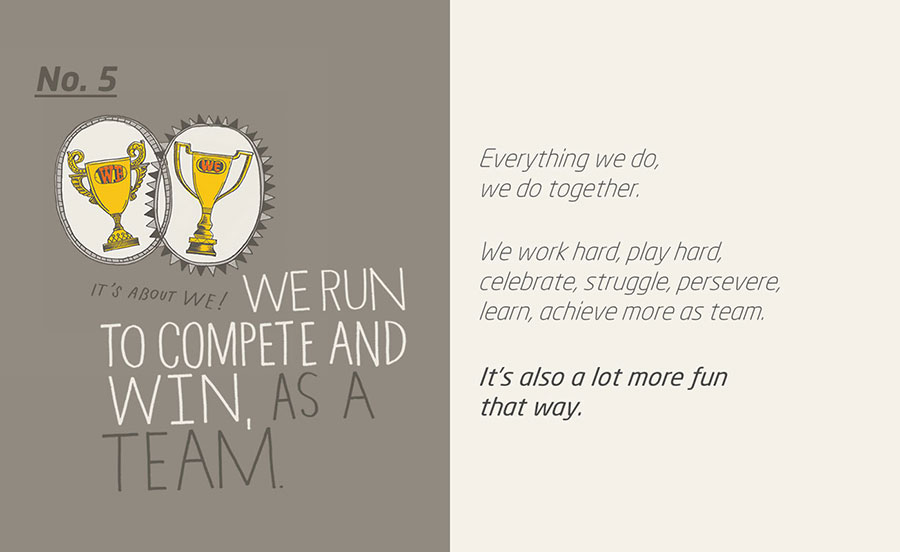 No. 5
WE
WE
IT'S ABOUT WE!
WE RUN
TO COMPETE AND
WIN, AS A
TEAM.
Everything we do,
we do together.
We work hard, play hard,
celebrate, struggle, persevere,
learn, achieve more as team.
It's also a lot more fun
that way.